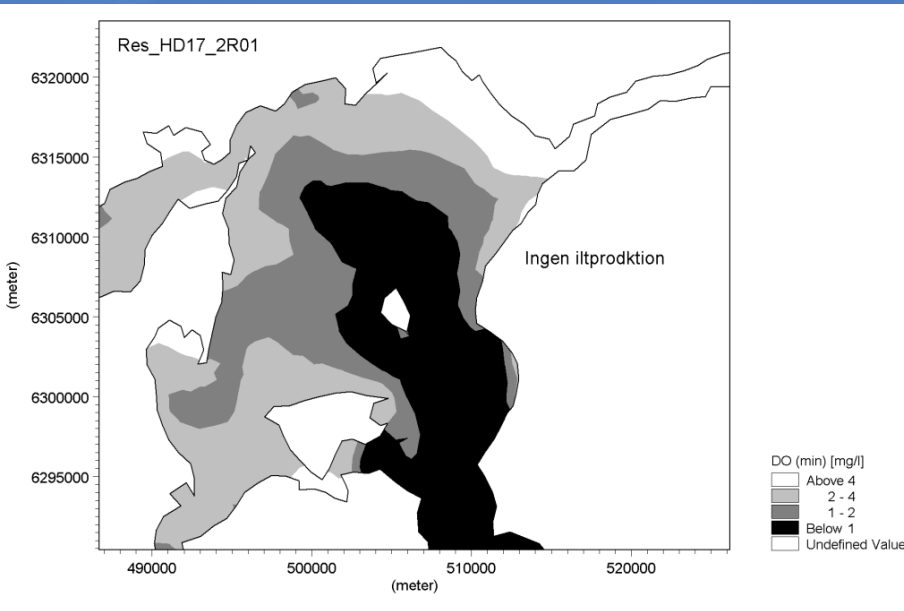 Res_HD17_2R01
6320000
6315000
6310000
Ingen iltprodktion
(meter)
6305000
6300000
6295000
490000 500000 510000 520000
(meter)
DO (min) [mg/l]
Above 4
2 - 4
1 - 2
Below 1
Undefined Value